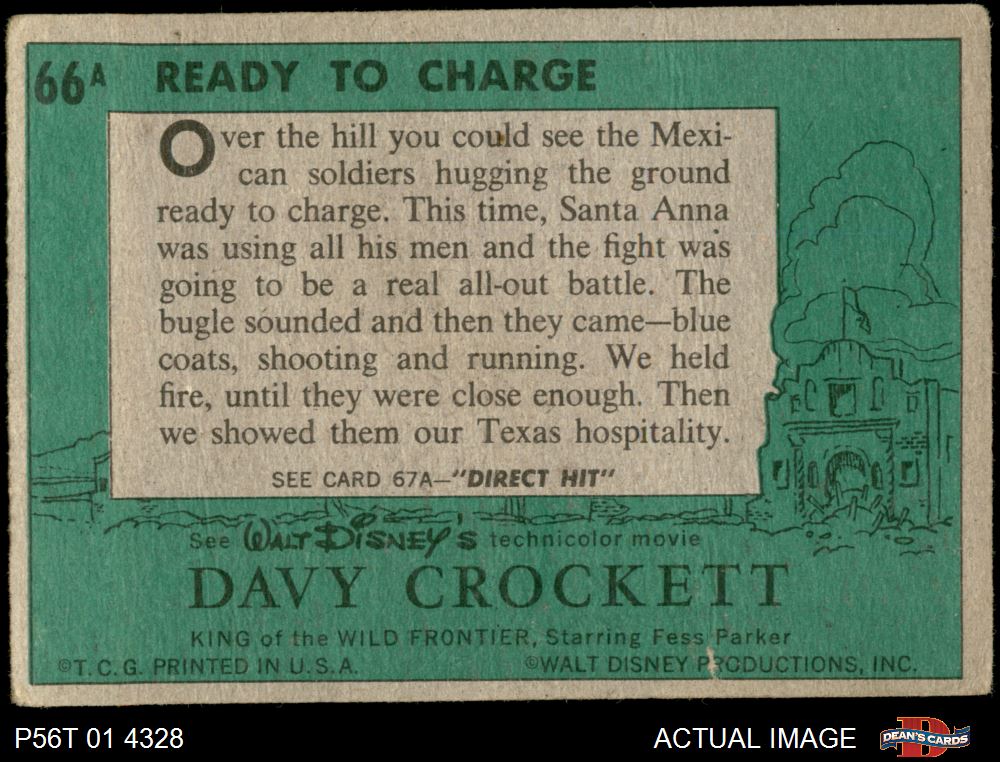 66A READY TO CHARGE
Over the hill you could see the Mexi-
can soldiers hugging the ground
ready to charge. This time, Santa Anna
was using all his men and the fight was
going to be a real all-out battle. The
bugle sounded and then they came—blue
coats, shooting and running. We held
fire, until they were close enough. Then
we showed them our Texas hospitality.
SEE CARD 67A—"DIRECT HIT"
See WALT DISNEY'S technicolor movie
DAVY CROCKETT
KING of the WILD FRONTIER, Starring Fess Parker
©T.C.G. PRINTED IN U.S.A. ©WALT DISNEY PRODUCTIONS, INC.
P56T 01 4328 ACTUAL IMAGE DEAN'S CARDS